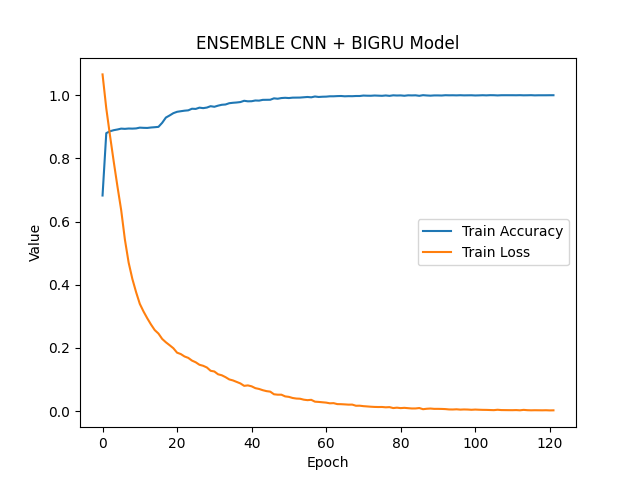 ENSEMBLE CNN + BIGRU Model
1.0
0.8
0.6
0.4
0.2
0.0
Value
Train Accuracy
Train Loss
0 20 40 60 80 100 120
Epoch